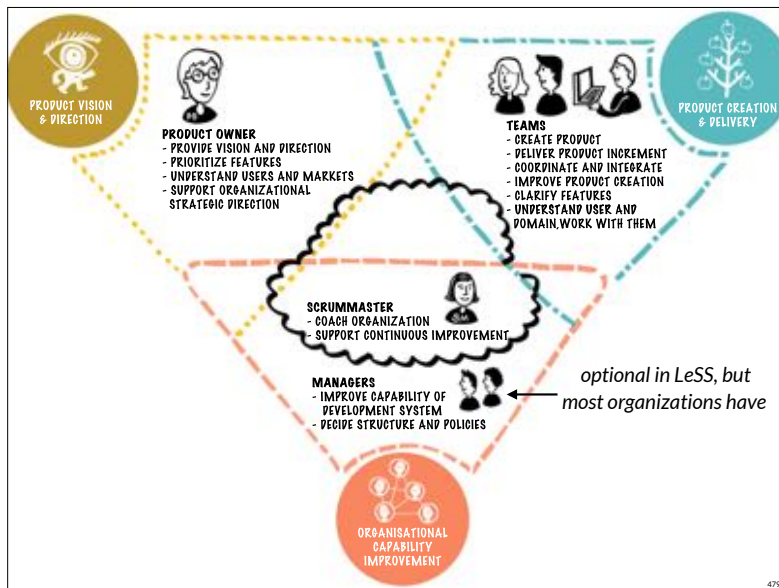 PRODUCT VISION
& DIRECTION
PRODUCT OWNER
- PROVIDE VISION AND DIRECTION
- PRIORITIZE FEATURES
- UNDERSTAND USERS AND MARKETS
- SUPPORT ORGANIZATIONAL
STRATEGIC DIRECTION
TEAMS
- CREATE PRODUCT
- DELIVER PRODUCT INCREMENT
- COORDINATE AND INTEGRATE
- IMPROVE PRODUCT CREATION
- CLARIFY FEATURES
- UNDERSTAND USER AND
DOMAIN,WORK WITH THEM
PRODUCT CREATION
& DELIVERY
SCRUMMASTER
- COACH ORGANIZATION
- SUPPORT CONTINUOUS IMPROVEMENT
SM
MANAGERS
- IMPROVE CAPABILITY OF
DEVELOPMENT SYSTEM
- DECIDE STRUCTURE AND POLICIES
optional in LeSS, but
most organizations have
ORGANISATIONAL
CAPABILITY
IMPROVEMENT